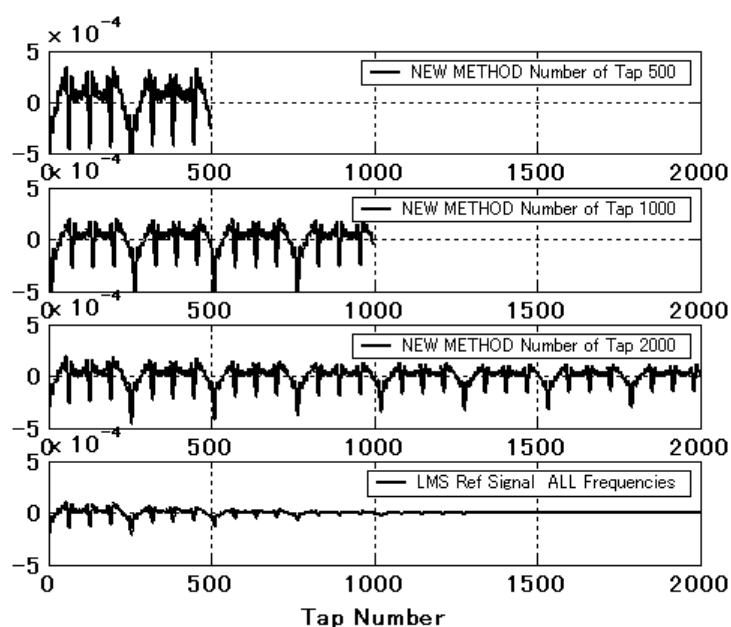 5 × 10⁻⁴
NEW METHOD Number of Tap 500
0
-5
0 500 1000 1500 2000
× 10⁻⁴
5
NEW METHOD Number of Tap 1000
0
-5
0 500 1000 1500 2000
× 10⁻⁴
5
NEW METHOD Number of Tap 2000
0
-5
0 500 1000 1500 2000
× 10⁻⁴
5
LMS Ref Signal ALL Frequencies
0
-5
0 500 1000 1500 2000
Tap Number